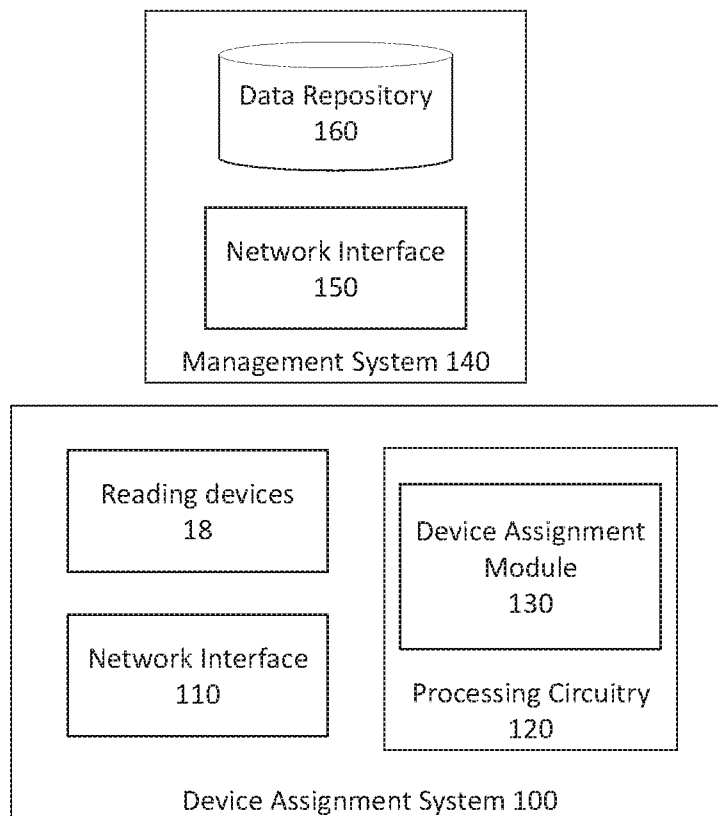 Data Repository
160
Network Interface
150
Management System 140
Reading devices
18
Device Assignment
Module
130
Network Interface
110
Processing Circuitry
120
Device Assignment System 100